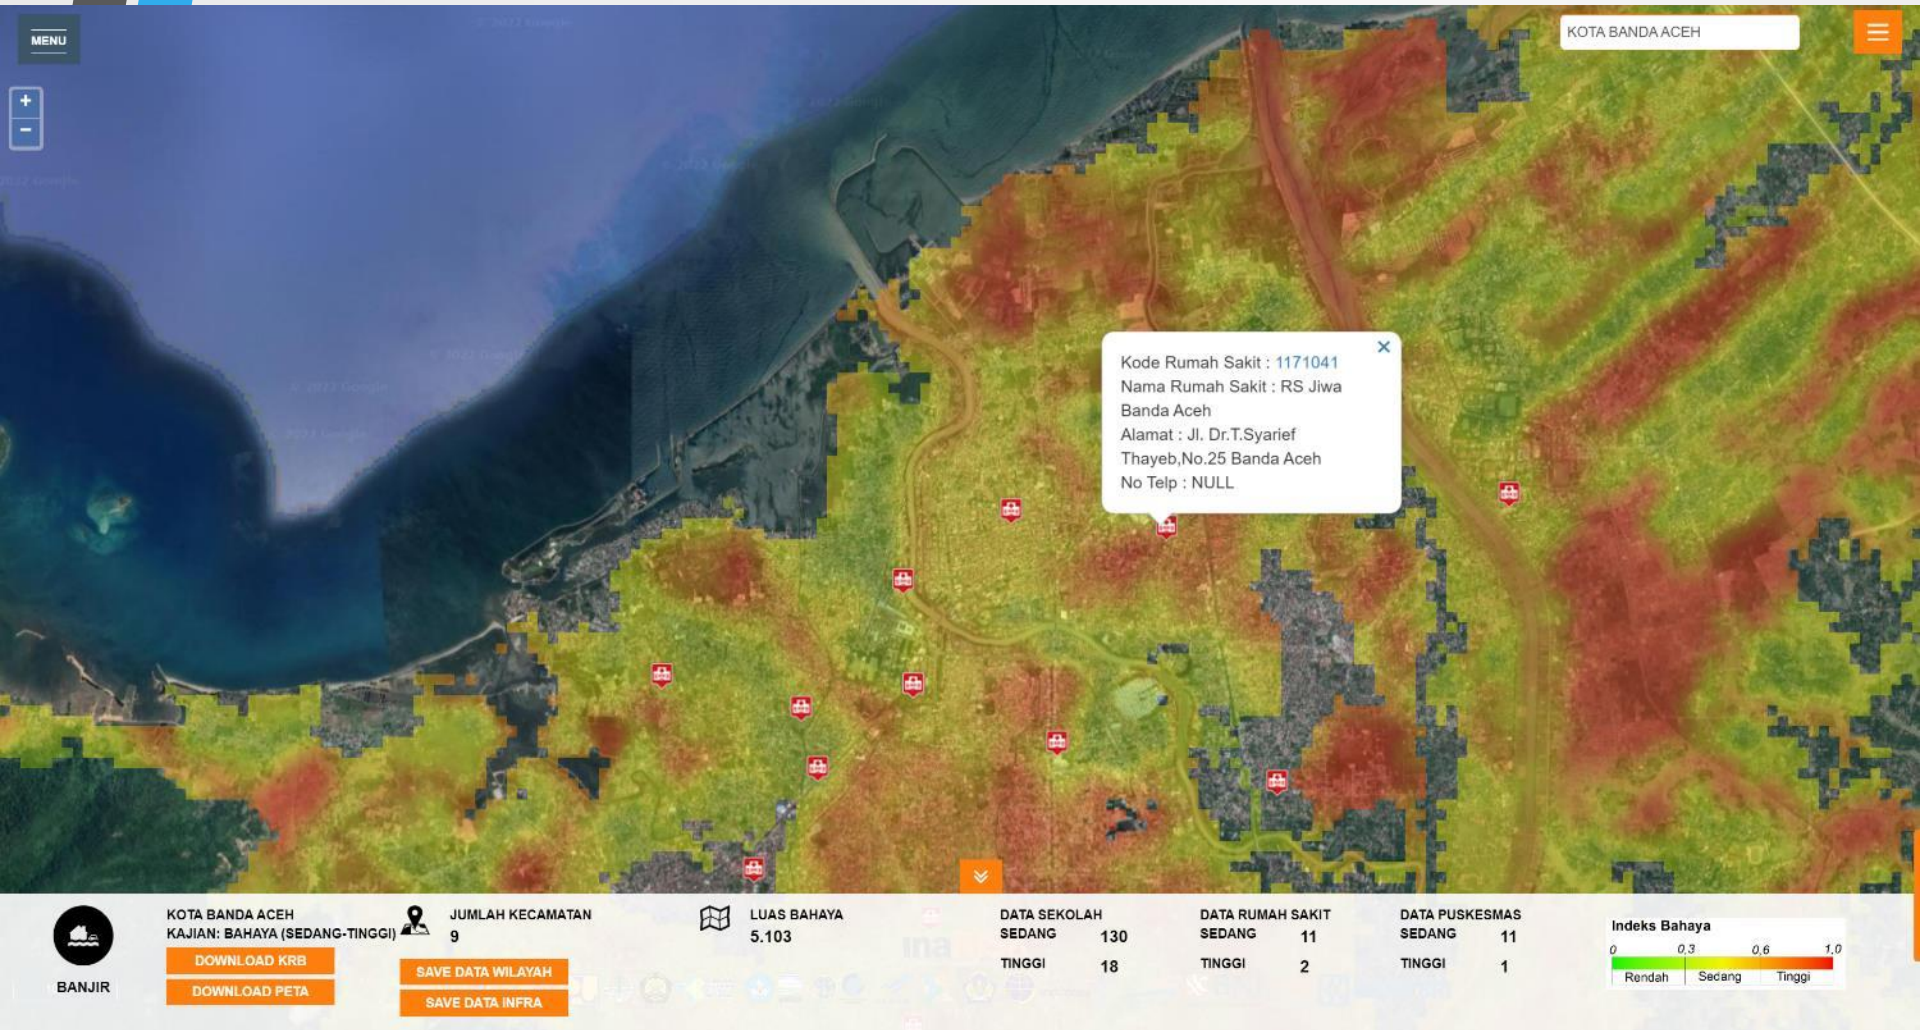 MENU
KOTA BANDA ACEH
+
−
Kode Rumah Sakit : 1171041
Nama Rumah Sakit : RS Jiwa
Banda Aceh
Alamat : Jl. Dr.T.Syarief
Thayeb,No.25 Banda Aceh
No Telp : NULL
BANJIR
KOTA BANDA ACEH
KAJIAN: BAHAYA (SEDANG-TINGGI)
DOWNLOAD KRB
DOWNLOAD PETA
JUMLAH KECAMATAN
9
SAVE DATA WILAYAH
SAVE DATA INFRA
LUAS BAHAYA
5.103
ina
DATA SEKOLAH
SEDANG 130
TINGGI 18
DATA RUMAH SAKIT
SEDANG 11
TINGGI 2
DATA PUSKESMAS
SEDANG 11
TINGGI 1
Indeks Bahaya
0 0,3 0,6 1,0
Rendah Sedang Tinggi